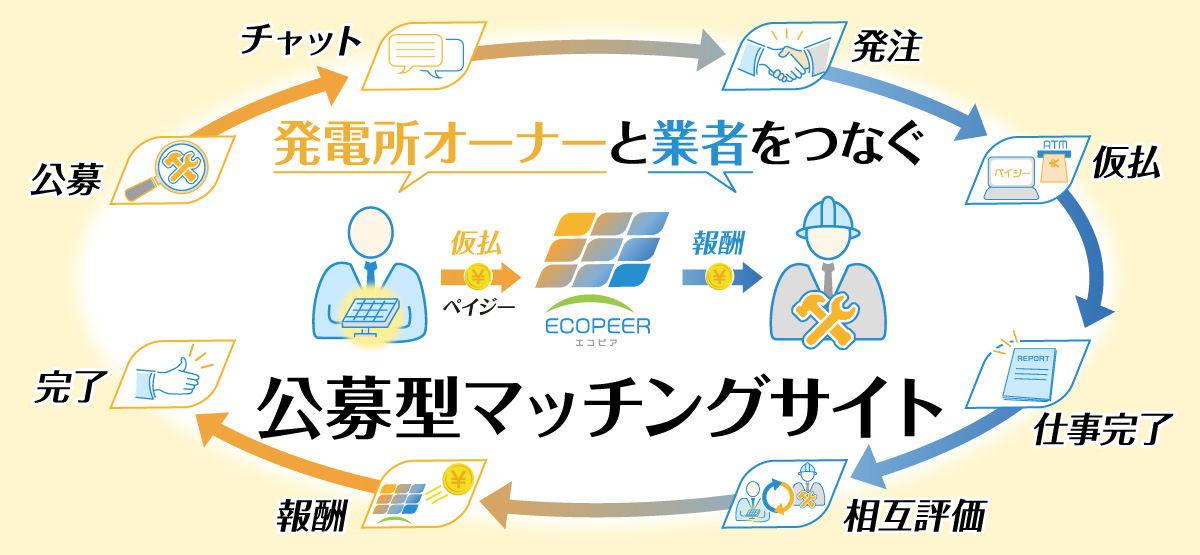 チャット
発注
発電所オーナーと業者をつなぐ
公募
ATM
ペイジー
仮払
仮払
報酬
ペイジー
ECOPEER
エコピア
REPORT
完了
公募型マッチングサイト
仕事完了
報酬
相互評価